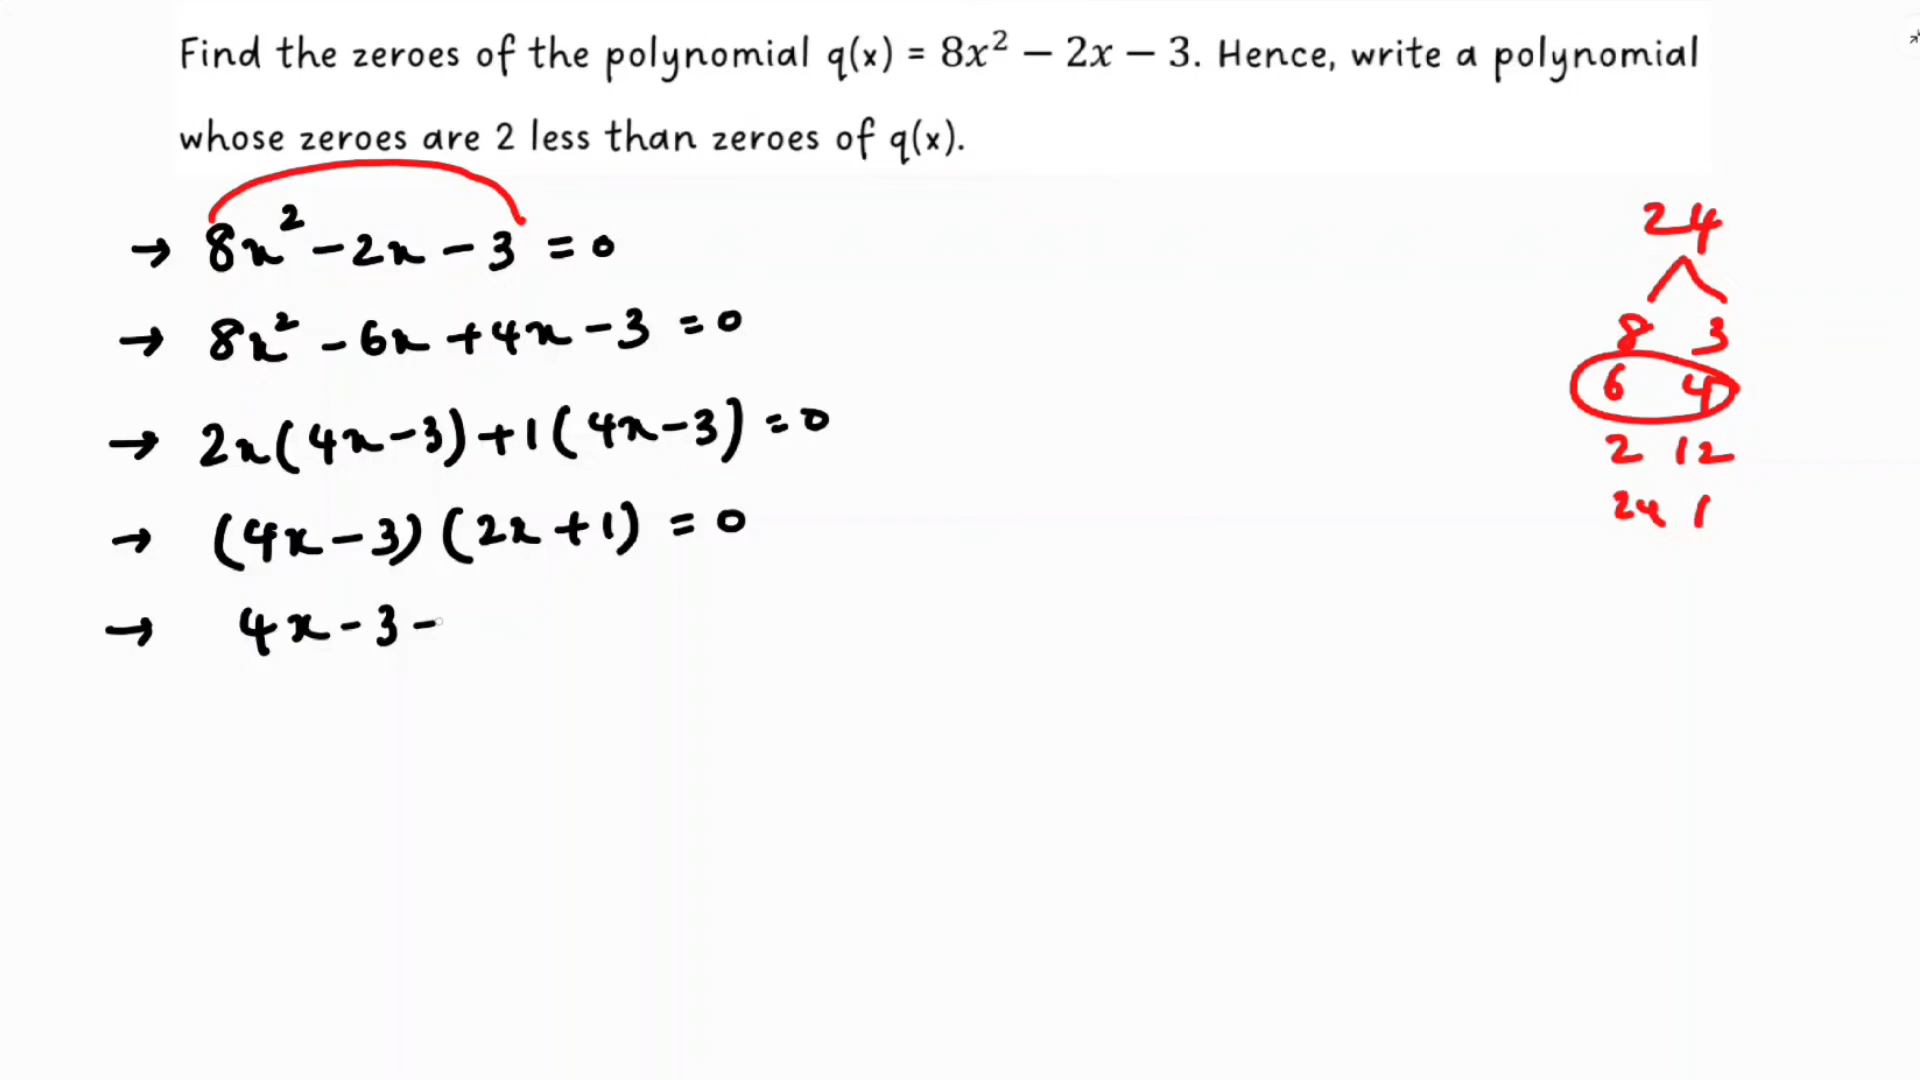 Find the zeroes of the polynomial q(x) = 8x² − 2x − 3. Hence, write a polynomial
whose zeroes are 2 less than zeroes of q(x).
→ 8x² − 2x − 3 = 0
→ 8x² − 6x + 4x − 3 = 0
→ 2x(4x−3)+1(4x−3) = 0
→ (4x−3)(2x+1) = 0
→ 4x − 3 −
24
8 3
6 4
2 12
24 1